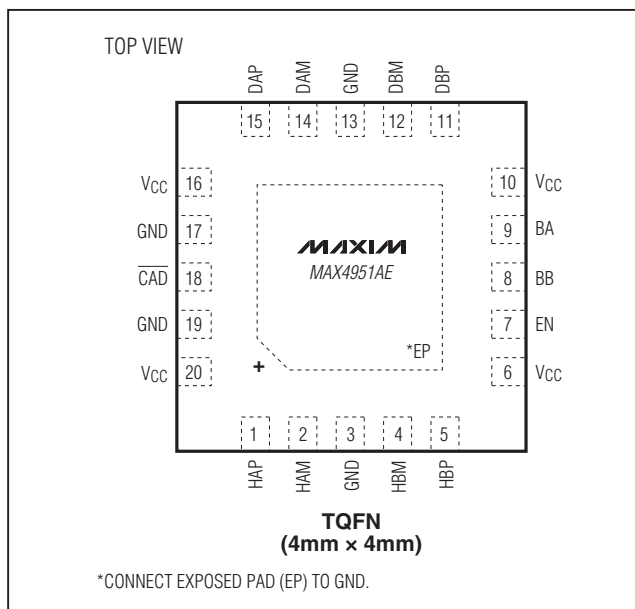 TOP VIEW
DAP DAM GND DBM DBP
15 14 13 12 11
VCC 16 10 VCC
GND 17 9 BA
MAXIM
MAX4951AE
C̅A̅D̅ 18 8 BB
GND 19 7 EN
*EP
+
VCC 20 6 VCC
1 2 3 4 5
HAP HAM GND HBM HBP
TQFN
(4mm × 4mm)
*CONNECT EXPOSED PAD (EP) TO GND.